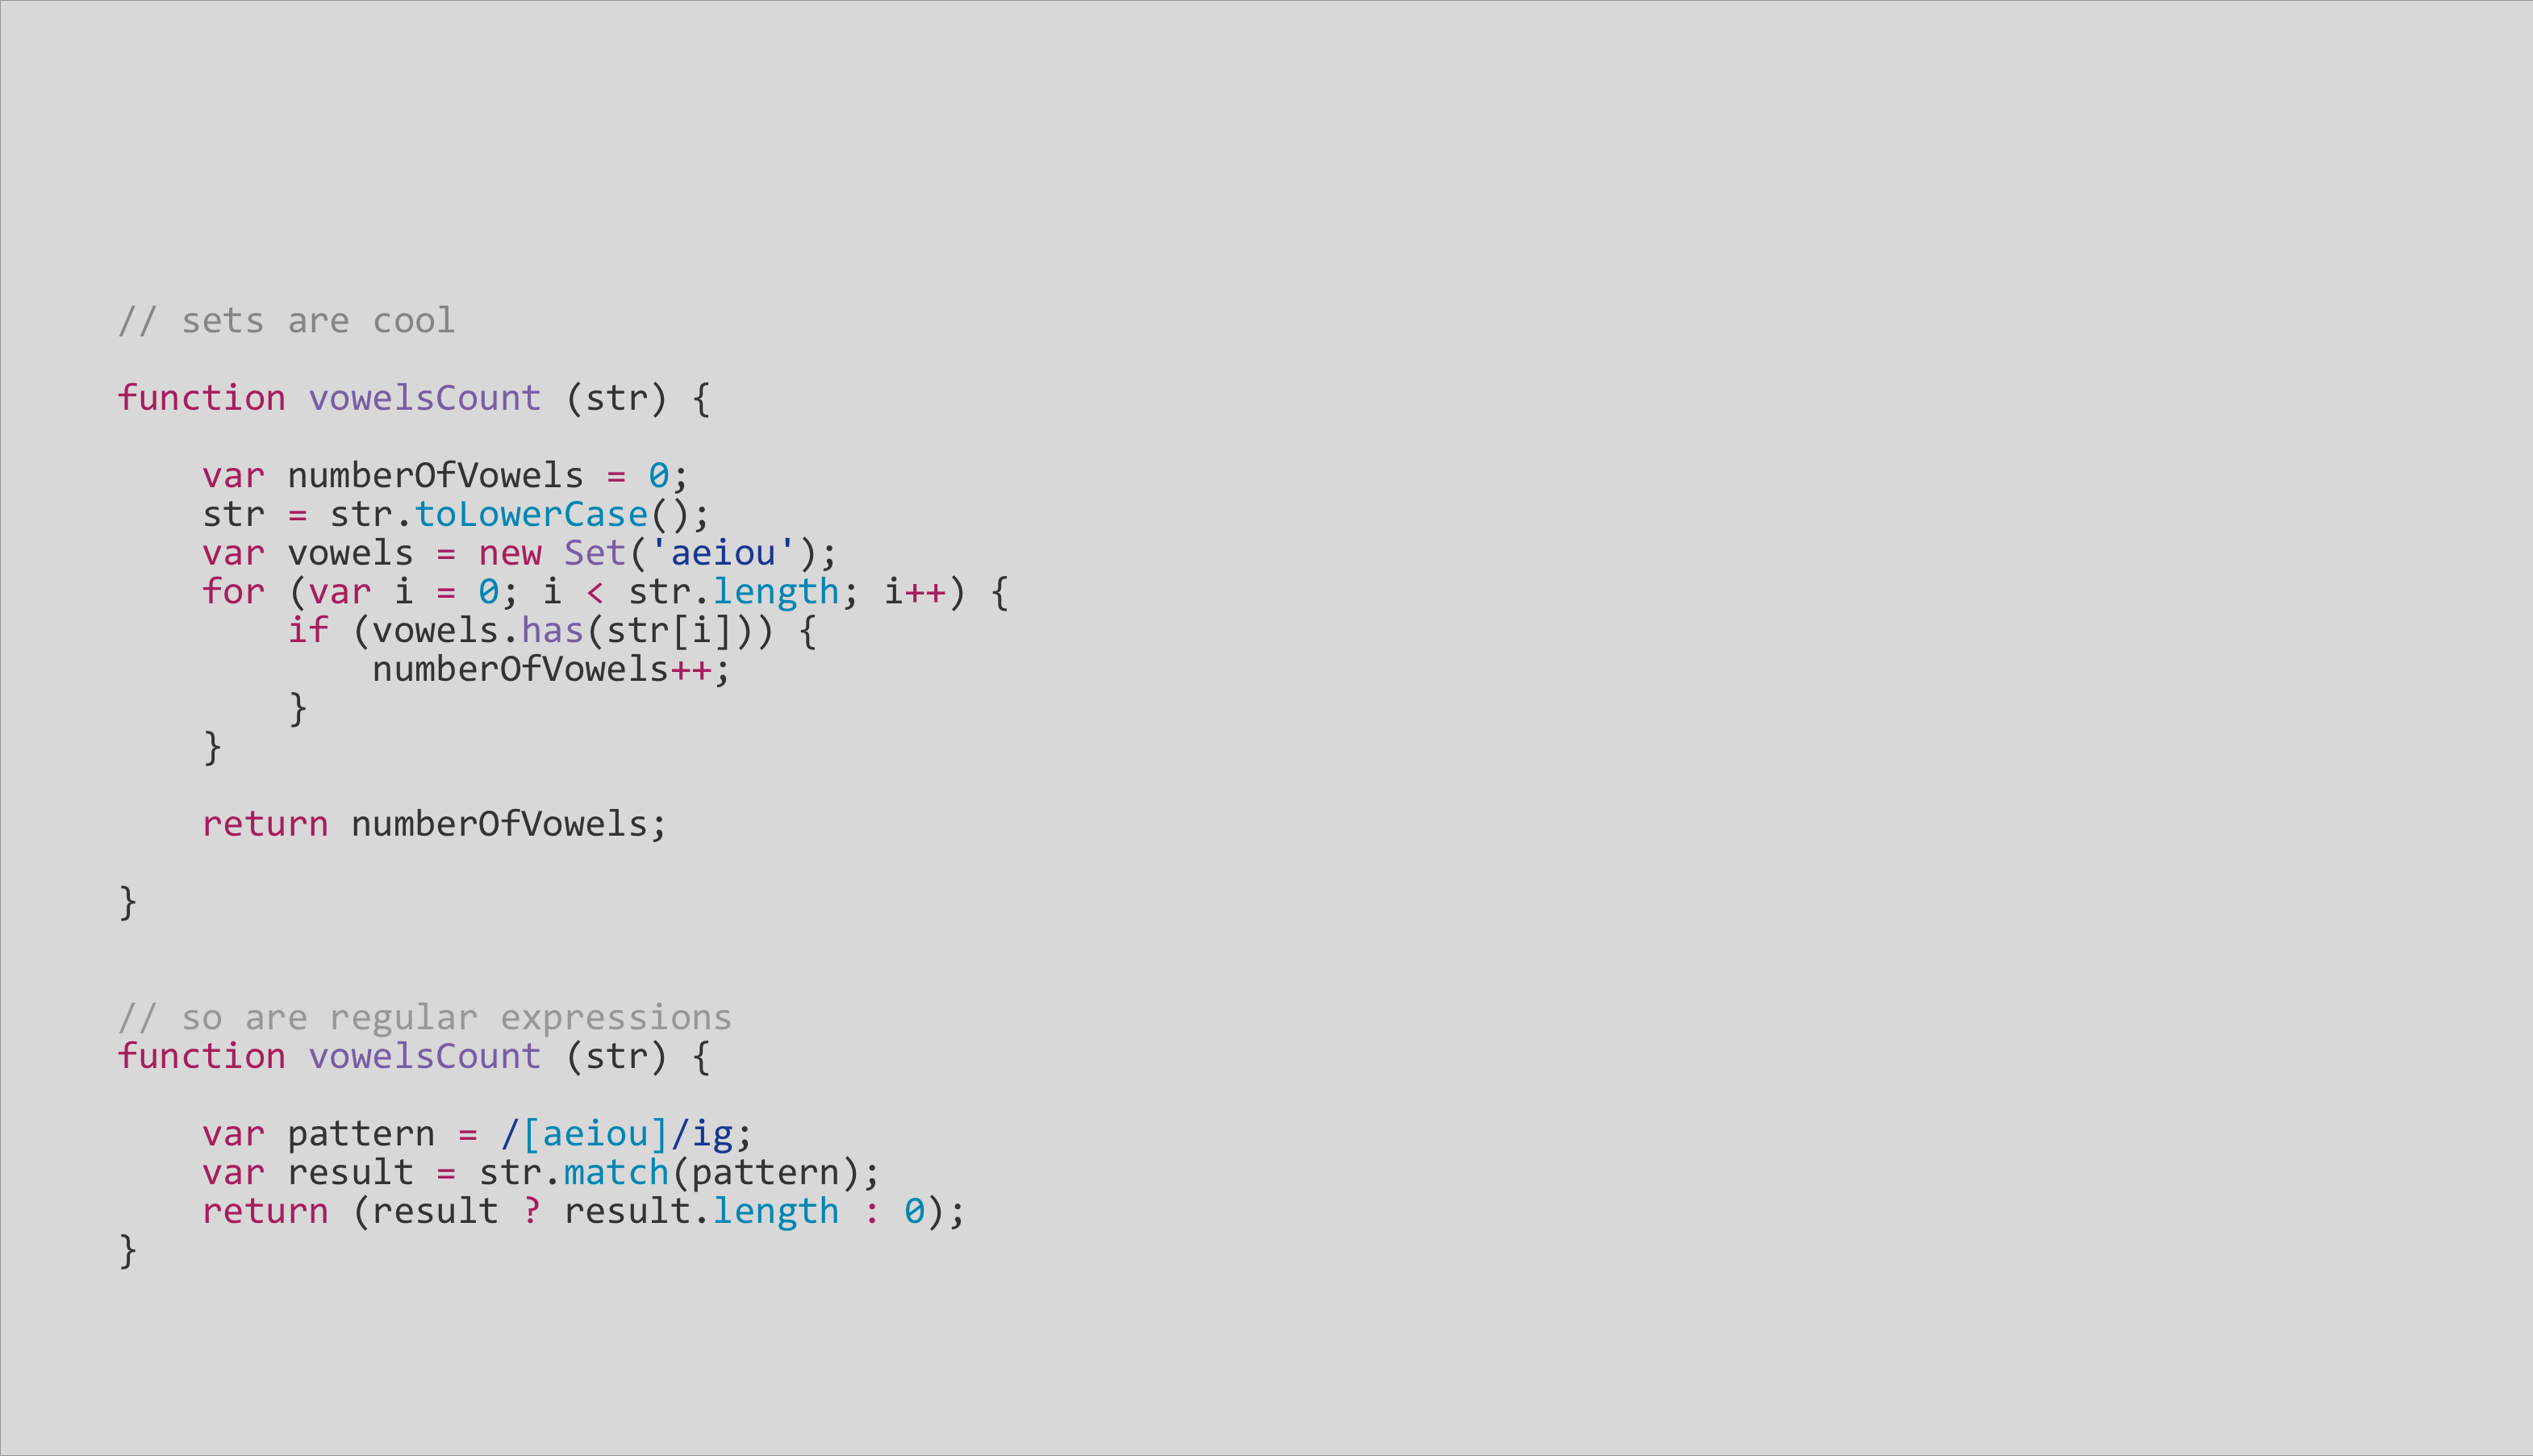 // sets are cool
function vowelsCount (str) {
    var numberOfVowels = 0;
    str = str.toLowerCase();
    var vowels = new Set('aeiou');
    for (var i = 0; i < str.length; i++) {
        if (vowels.has(str[i])) {
            numberOfVowels++;
        }
    }
    return numberOfVowels;
}
// so are regular expressions
function vowelsCount (str) {
    var pattern = /[aeiou]/ig;
    var result = str.match(pattern);
    return (result ? result.length : 0);
}